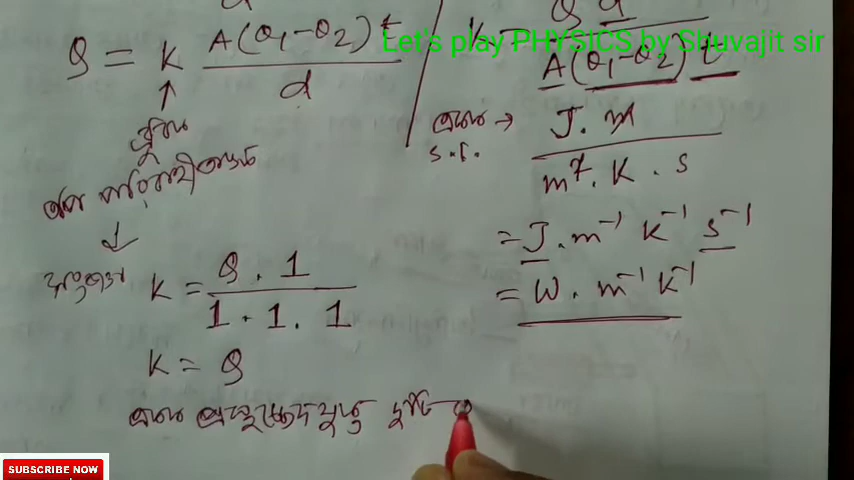 Q = K A(θ₁-θ₂)t / d
K = Q d / A(θ₁-θ₂) t
Let's play PHYSICS by Shuvajit sir
↑
ধ্রুবক
তাপ পরিবাহিতাঙ্ক
↓
একক →
S.I.
J. m / m². K . s
= J . m⁻¹ K⁻¹ s⁻¹
= W. m⁻¹ K⁻¹
K = Q . 1 / 1 . 1 . 1
K = Q
একক
SUBSCRIBE NOW